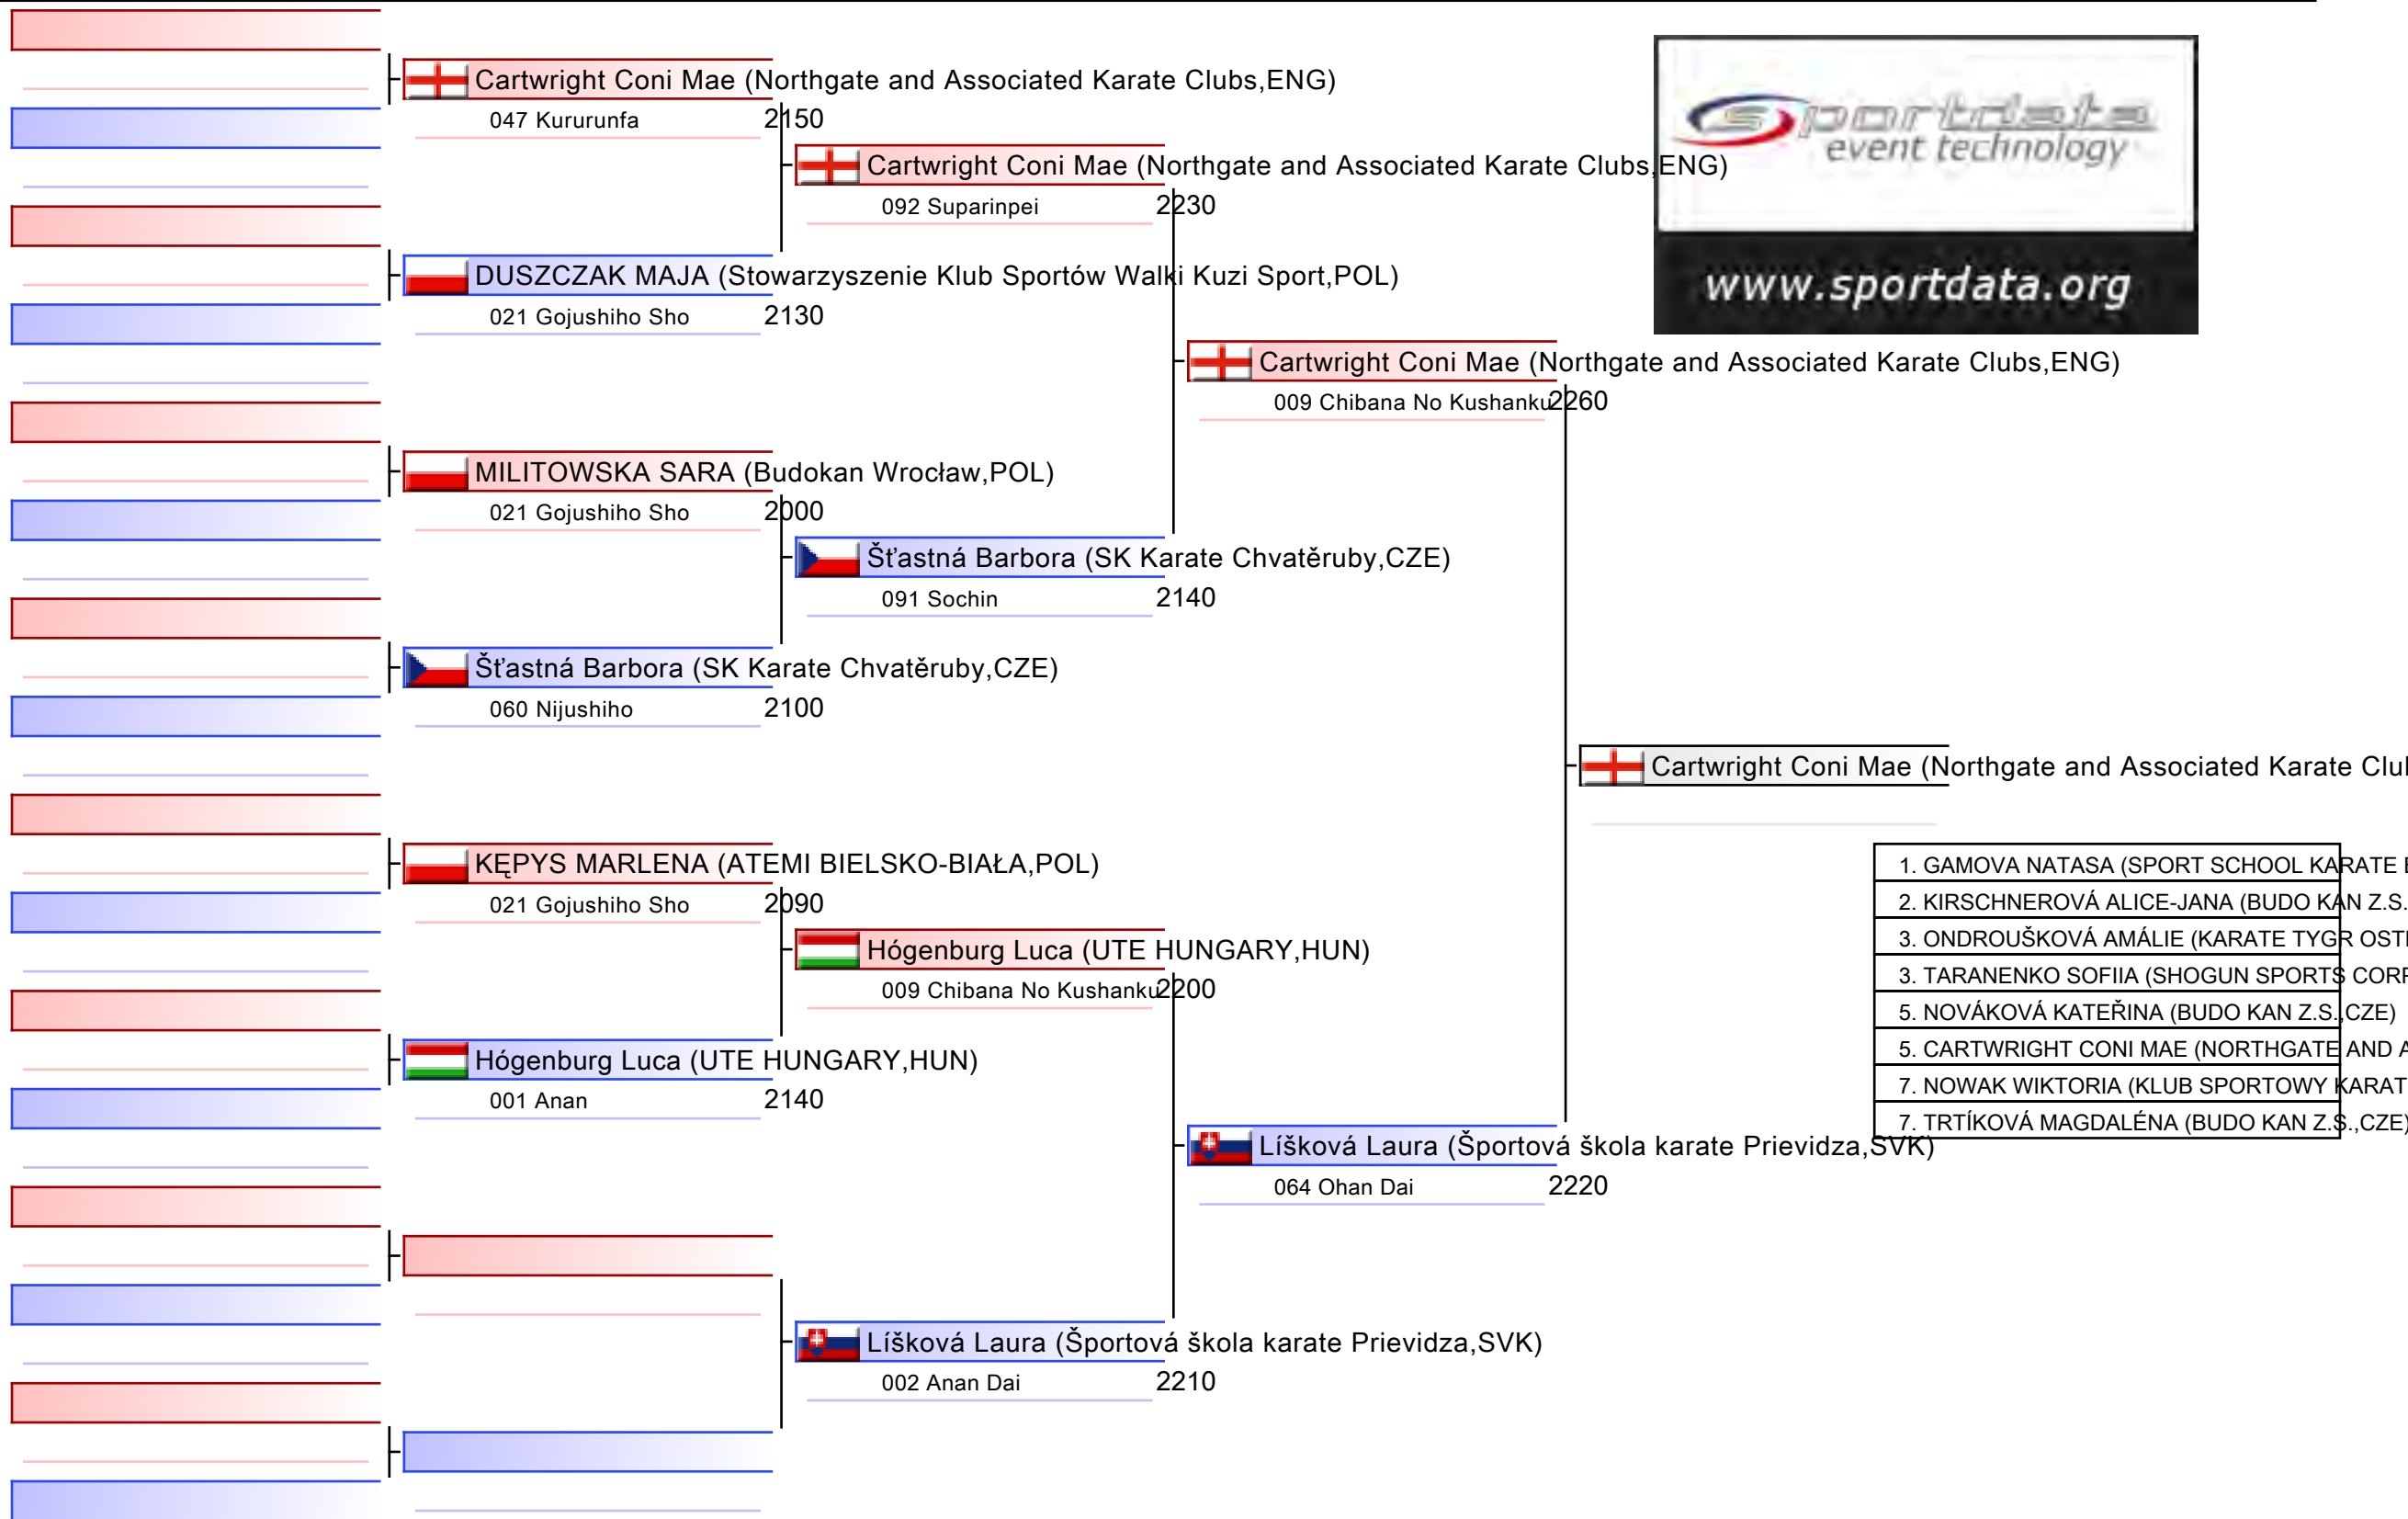 Cartwright Coni Mae (Northgate and Associated Karate Clubs,ENG)
047 Kururunfa 2150
Cartwright Coni Mae (Northgate and Associated Karate Clubs,ENG)
092 Suparinpei 2230
DUSZCZAK MAJA (Stowarzyszenie Klub Sportów Walki Kuzi Sport,POL)
021 Gojushiho Sho 2130
sportdata
event technology
www.sportdata.org
Cartwright Coni Mae (Northgate and Associated Karate Clubs,ENG)
009 Chibana No Kushanku 2260
MILITOWSKA SARA (Budokan Wrocław,POL)
021 Gojushiho Sho 2000
Šťastná Barbora (SK Karate Chvatěruby,CZE)
091 Sochin 2140
Šťastná Barbora (SK Karate Chvatěruby,CZE)
060 Nijushiho 2100
Cartwright Coni Mae (Northgate and Associated Karate Clu
KĘPYS MARLENA (ATEMI BIELSKO-BIAŁA,POL)
021 Gojushiho Sho 2090
Hógenburg Luca (UTE HUNGARY,HUN)
009 Chibana No Kushanku 2200
Hógenburg Luca (UTE HUNGARY,HUN)
001 Anan 2140
1. GAMOVA NATASA (SPORT SCHOOL KARATE
2. KIRSCHNEROVÁ ALICE-JANA (BUDO KAN Z.S.
3. ONDROUŠKOVÁ AMÁLIE (KARATE TYGR OST
3. TARANENKO SOFIIA (SHOGUN SPORTS COR
5. NOVÁKOVÁ KATEŘINA (BUDO KAN Z.S.,CZE)
5. CARTWRIGHT CONI MAE (NORTHGATE AND
7. NOWAK WIKTORIA (KLUB SPORTOWY KARAT
7. TRTÍKOVÁ MAGDALÉNA (BUDO KAN Z.S.,CZE)
Líšková Laura (Športová škola karate Prievidza,SVK)
064 Ohan Dai 2220
Líšková Laura (Športová škola karate Prievidza,SVK)
002 Anan Dai 2210